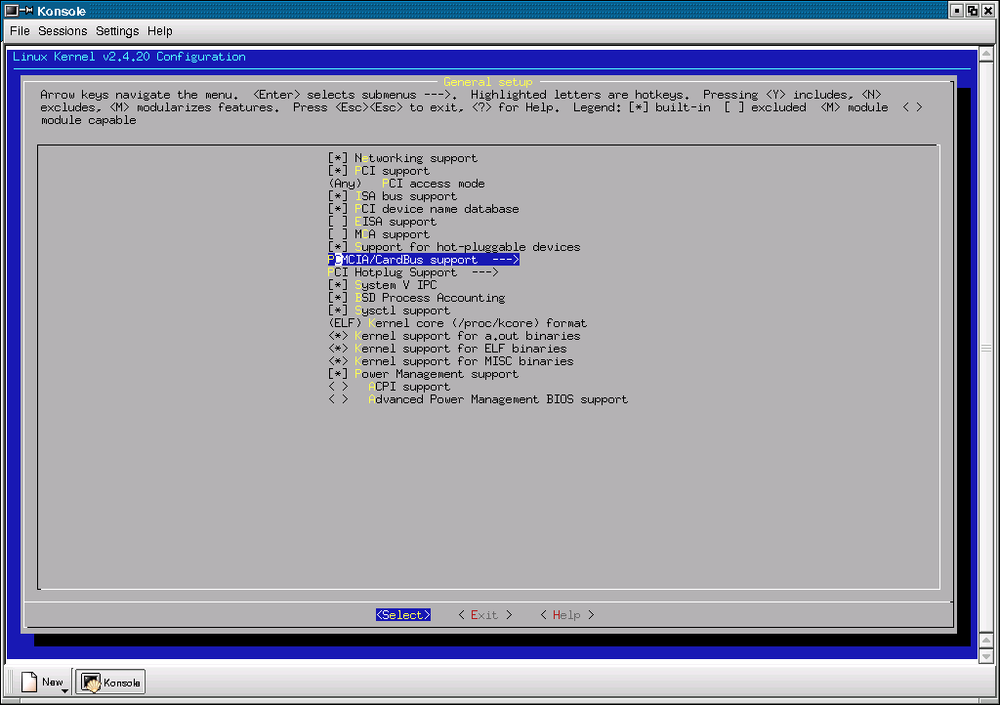 Konsole
File Sessions Settings Help
Linux Kernel v2.4.20 Configuration
General setup
Arrow keys navigate the menu. <Enter> selects submenus --->. Highlighted letters are hotkeys. Pressing <Y> includes, <N>
excludes, <M> modularizes features. Press <Esc><Esc> to exit, <?> for Help. Legend: [*] built-in [ ] excluded <M> module < >
module capable
[*] Networking support
[*] PCI support
(Any) PCI access mode
[*] ISA bus support
[*] PCI device name database
[ ] EISA support
[ ] MCA support
[*] Support for hot-pluggable devices
PCMCIA/CardBus support --->
PCI Hotplug Support --->
[*] System V IPC
[*] BSD Process Accounting
[*] Sysctl support
(ELF) Kernel core (/proc/kcore) format
<*> Kernel support for a.out binaries
<*> Kernel support for ELF binaries
<*> Kernel support for MISC binaries
[*] Power Management support
< > ACPI support
< > Advanced Power Management BIOS support
<Select> < Exit > < Help >
New Konsole